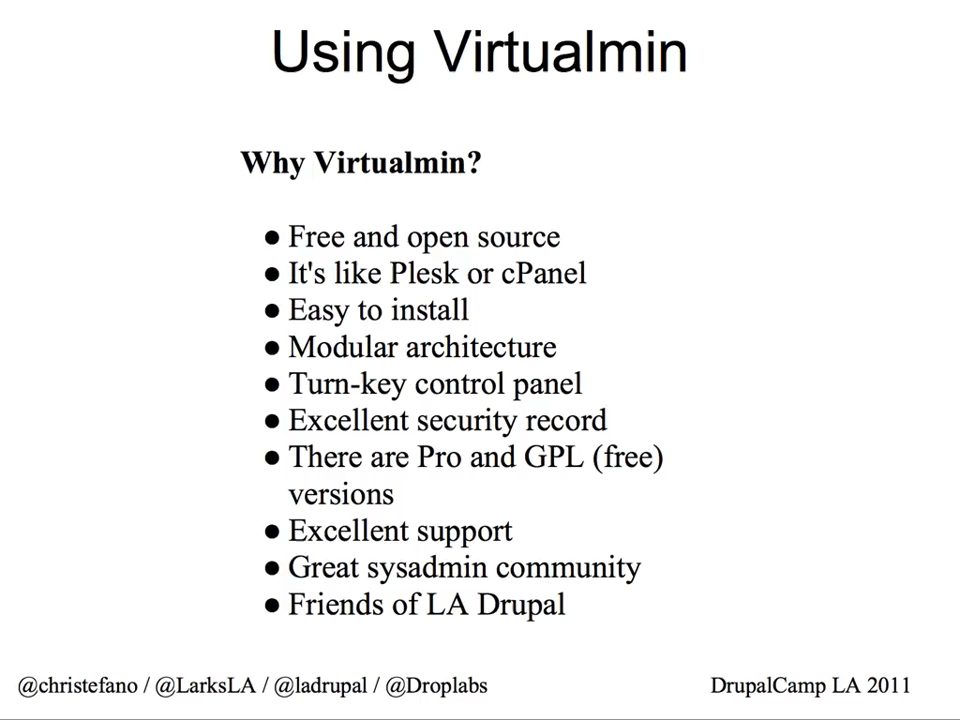 Using Virtualmin
Why Virtualmin?
● Free and open source
● It's like Plesk or cPanel
● Easy to install
● Modular architecture
● Turn-key control panel
● Excellent security record
● There are Pro and GPL (free)
versions
● Excellent support
● Great sysadmin community
● Friends of LA Drupal
@christefano / @LarksLA / @ladrupal / @Droplabs
DrupalCamp LA 2011